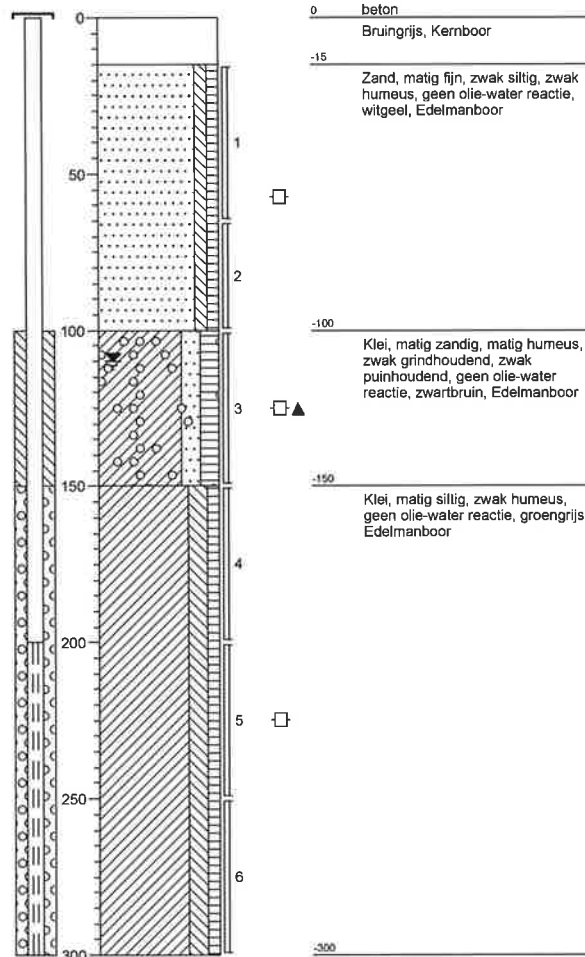 0
50
100
150
200
250
300
1
2
3
4
5
6
0 beton
Bruingrijs, Kernboor
-15
Zand, matig fijn, zwak siltig, zwak
humeus, geen olie-water reactie,
witgeel, Edelmanboor
-100
Klei, matig zandig, matig humeus,
zwak grindhoudend, zwak
puinhoudend, geen olie-water
reactie, zwartbruin, Edelmanboor
-150
Klei, matig siltig, zwak humeus,
geen olie-water reactie, groengrijs
Edelmanboor
-300